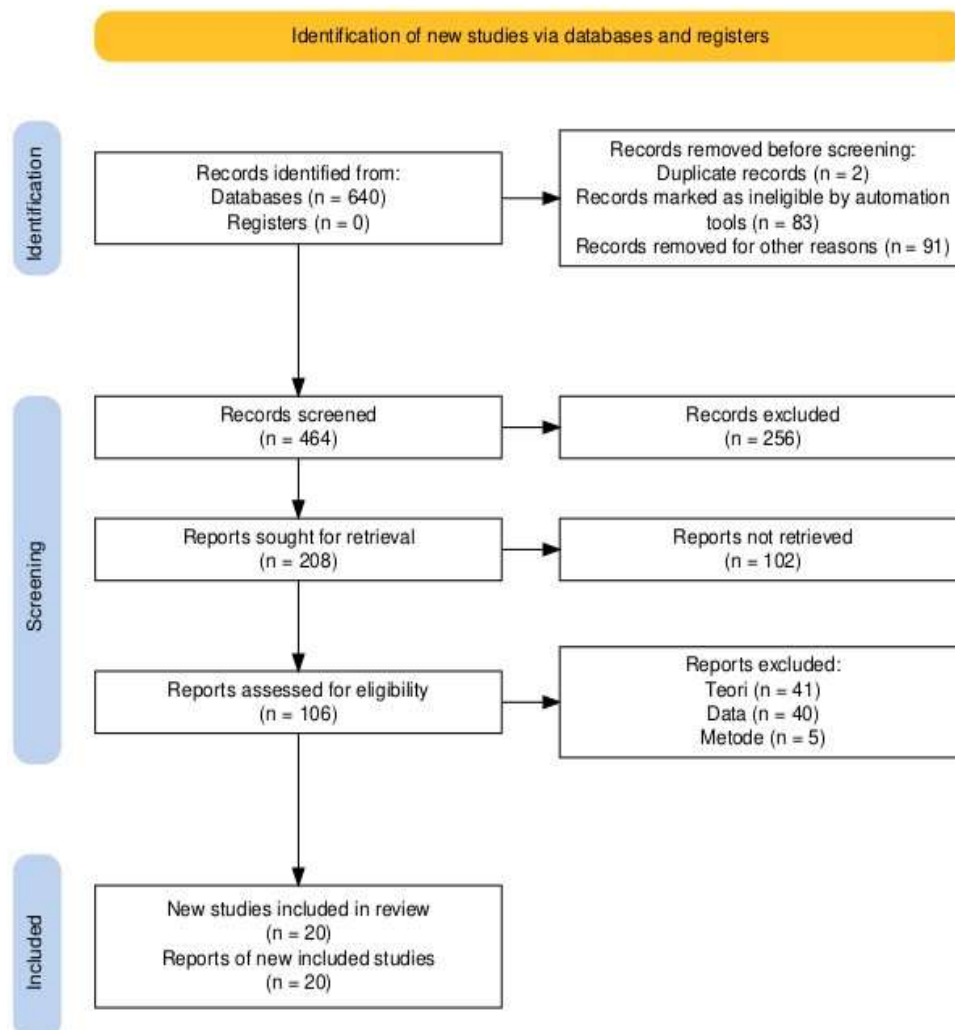 Identification of new studies via databases and registers
Identification
Records identified from:
Databases (n = 640)
Registers (n = 0)
Records removed before screening:
Duplicate records (n = 2)
Records marked as ineligible by automation
tools (n = 83)
Records removed for other reasons (n = 91)
Screening
Records screened
(n = 464)
Records excluded
(n = 256)
Reports sought for retrieval
(n = 208)
Reports not retrieved
(n = 102)
Reports assessed for eligibility
(n = 106)
Reports excluded:
Teori (n = 41)
Data (n = 40)
Metode (n = 5)
Included
New studies included in review
(n = 20)
Reports of new included studies
(n = 20)